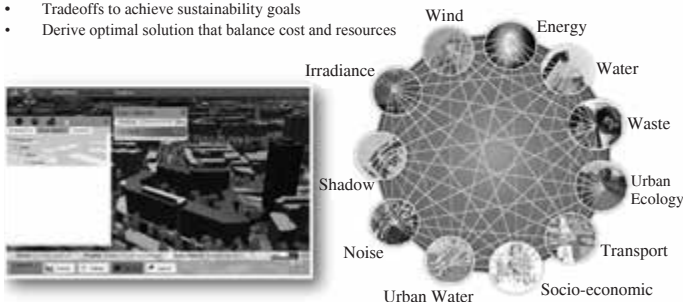 • Tradeoffs to achieve sustainability goals
• Derive optimal solution that balance cost and resources
Wind
Energy
Irradiance
Water
Waste
Shadow
Urban
Ecology
Noise
Transport
Urban Water
Socio-economic